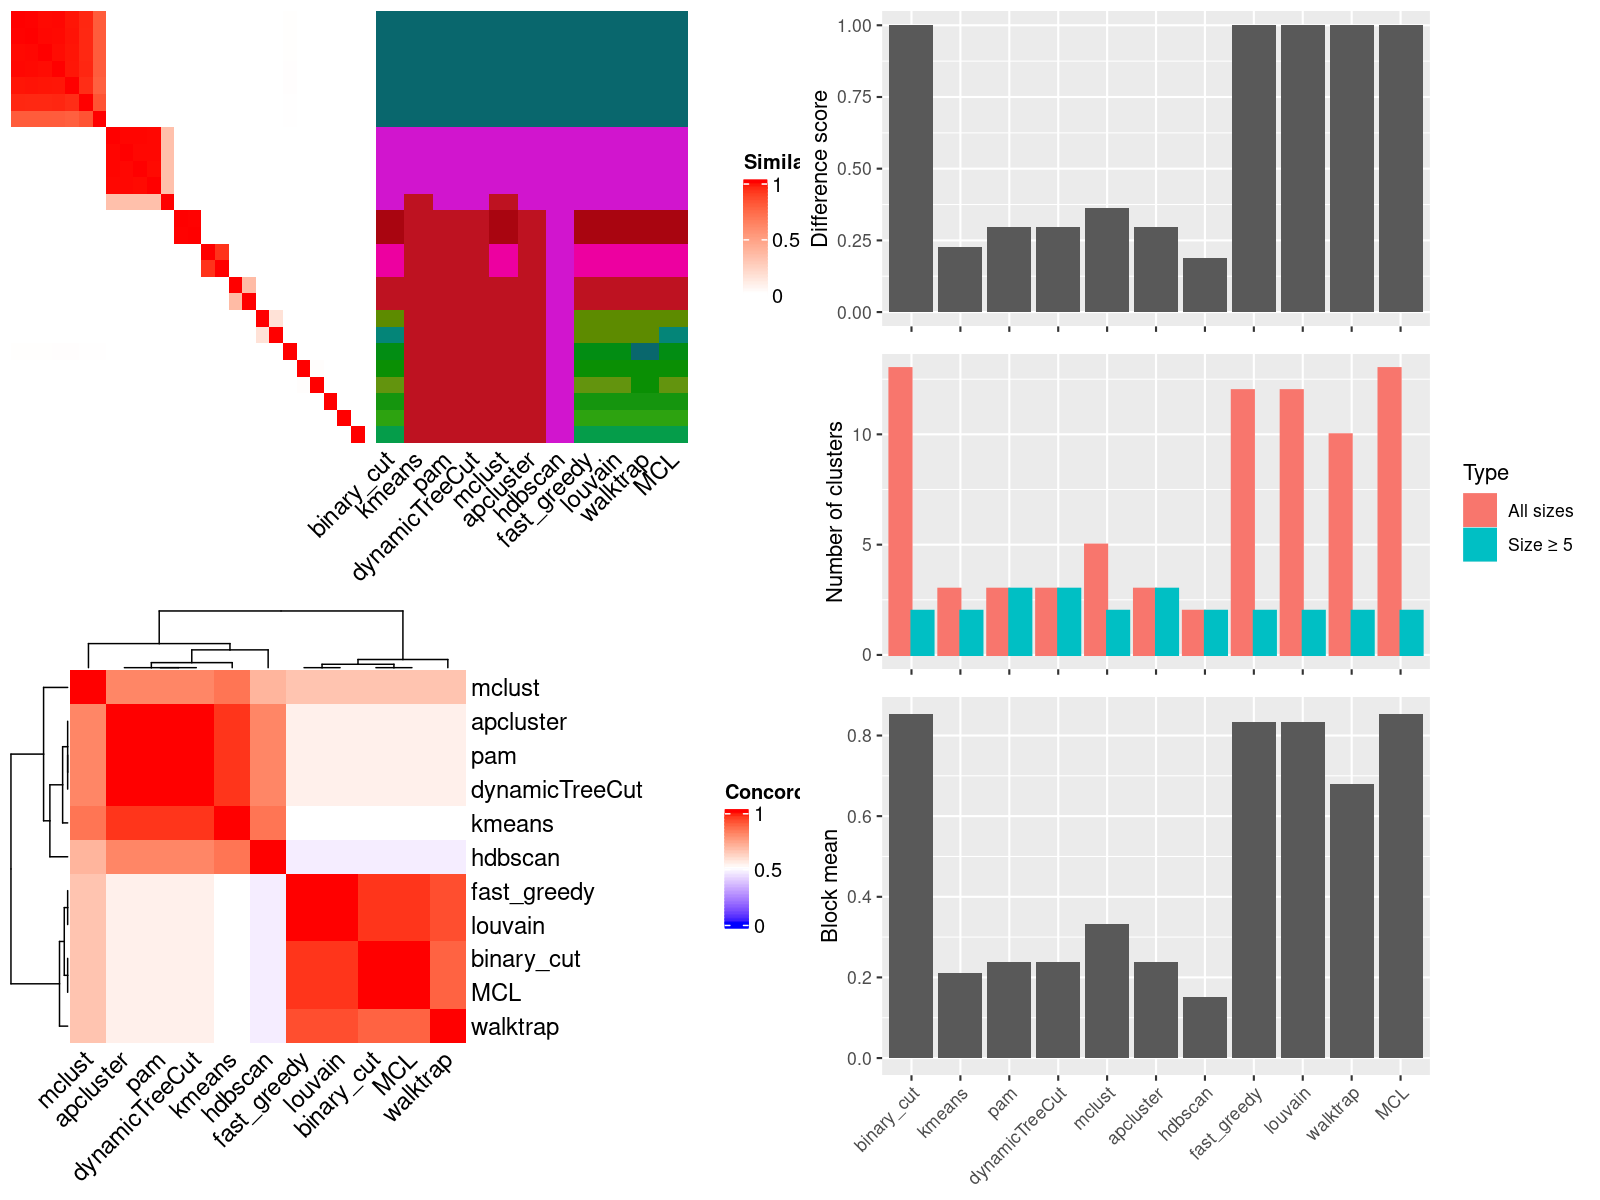 Simila
1
0.5
0
binary_cut
kmeans
pam
dynamicTreeCut
mclust
apcluster
hdbscan
fast_greedy
louvain
walktrap
MCL
mclust
apcluster
pam
dynamicTreeCut
kmeans
hdbscan
fast_greedy
louvain
binary_cut
MCL
walktrap
Concord
1
0.5
0
mclust
apcluster
pam
dynamicTreeCut
kmeans
hdbscan
fast_greedy
louvain
binary_cut
MCL
walktrap
Difference score
1.00
0.75
0.50
0.25
0.00
Number of clusters
10
5
0
Type
All sizes
Size ≥ 5
Block mean
0.8
0.6
0.4
0.2
0.0
binary_cut
kmeans
pam
dynamicTreeCut
mclust
apcluster
hdbscan
fast_greedy
louvain
walktrap
MCL